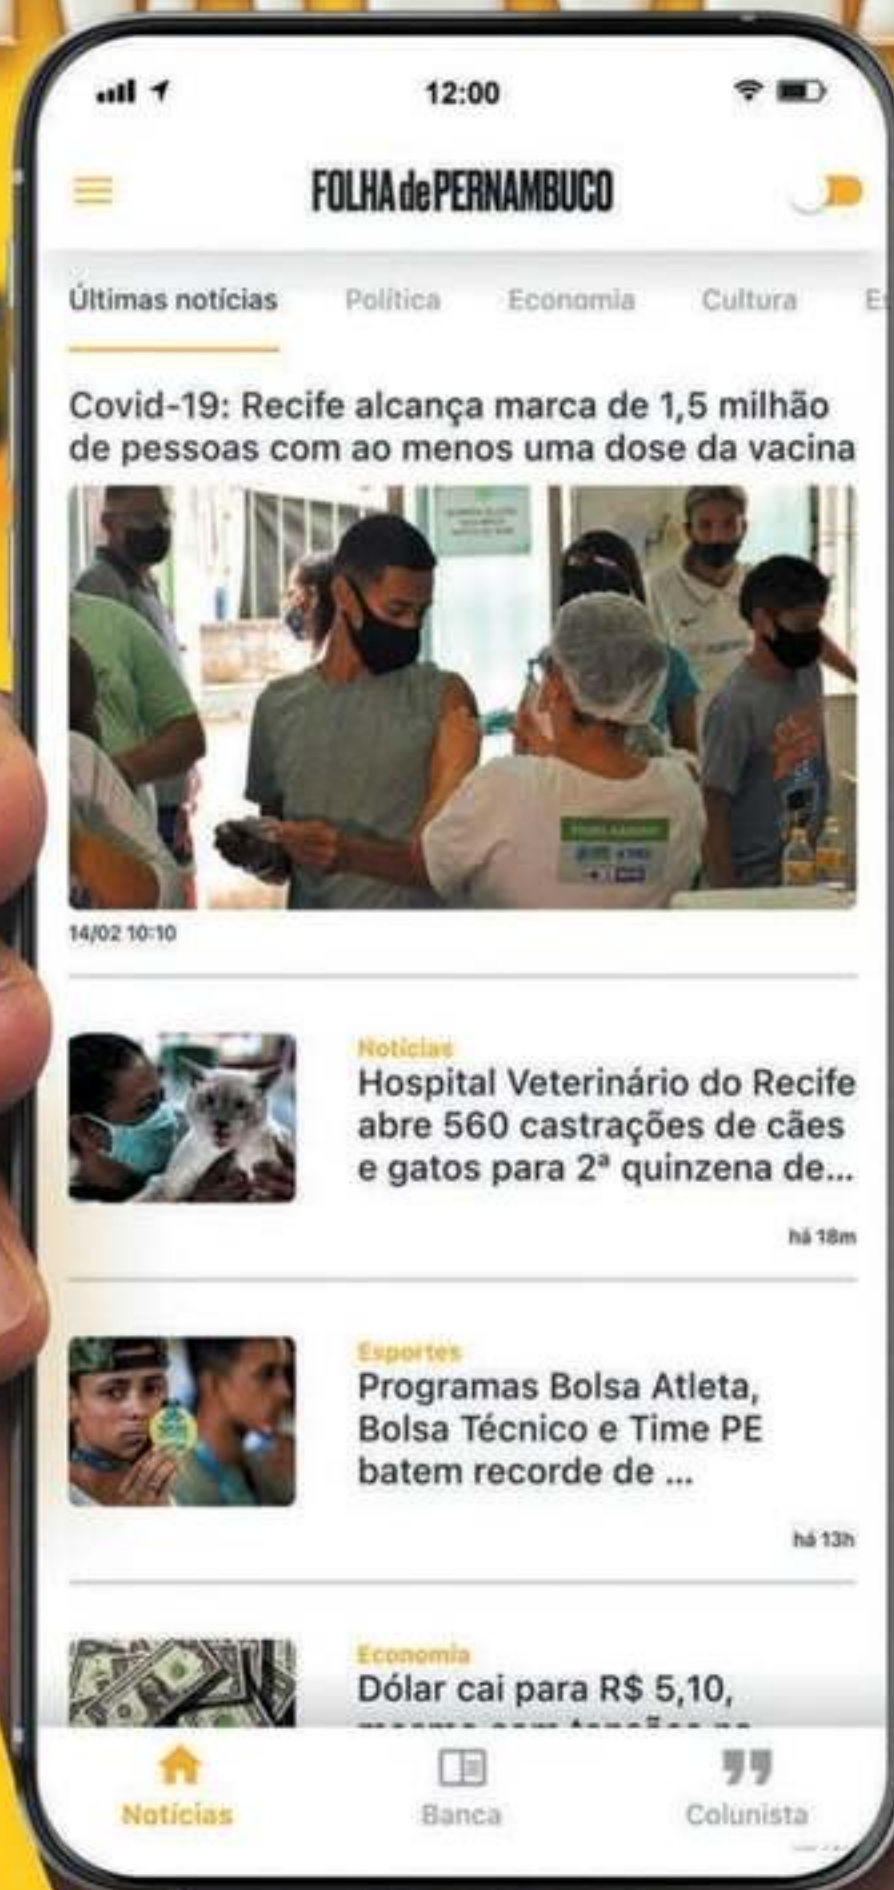 12:00
FOLHA de PERNAMBUCO
Últimas notícias Política Economia Cultura
Covid-19: Recife alcança marca de 1,5 milhão
de pessoas com ao menos uma dose da vacina
14/02 10:10
Notícias
Hospital Veterinário do Recife
abre 560 castrações de cães
e gatos para 2ª quinzena de...
há 18m
Esportes
Programas Bolsa Atleta,
Bolsa Técnico e Time PE
batem recorde de ...
há 13h
Economia
Dólar cai para R$ 5,10,
Notícias Banca Colunista